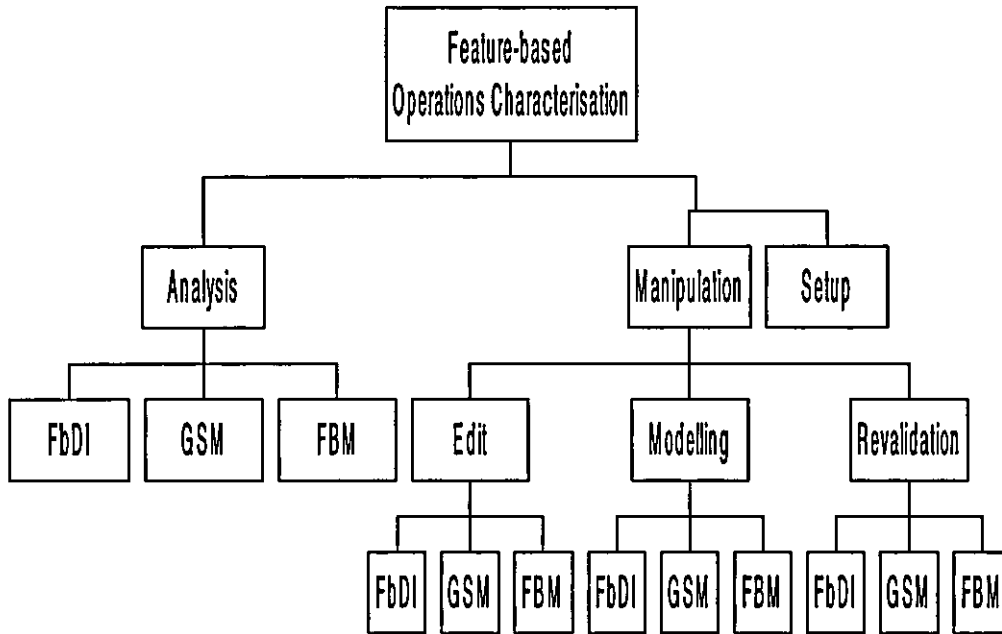 Feature-based
Operations Characterisation
Analysis
Manipulation
Setup
FbDI
GSM
FBM
Edit
Modelling
Revalidation
FbDI
GSM
FBM
FbDI
GSM
FBM
FbDI
GSM
FBM